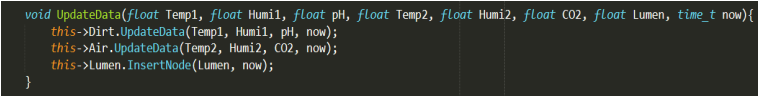 void UpdateData(float Temp1, float Humi1, float pH, float Temp2, float Humi2, float CO2, float Lumen, time_t now){
this->Dirt.UpdateData(Temp1, Humi1, pH, now);
this->Air.UpdateData(Temp2, Humi2, CO2, now);
this->Lumen.InsertNode(Lumen, now);
}